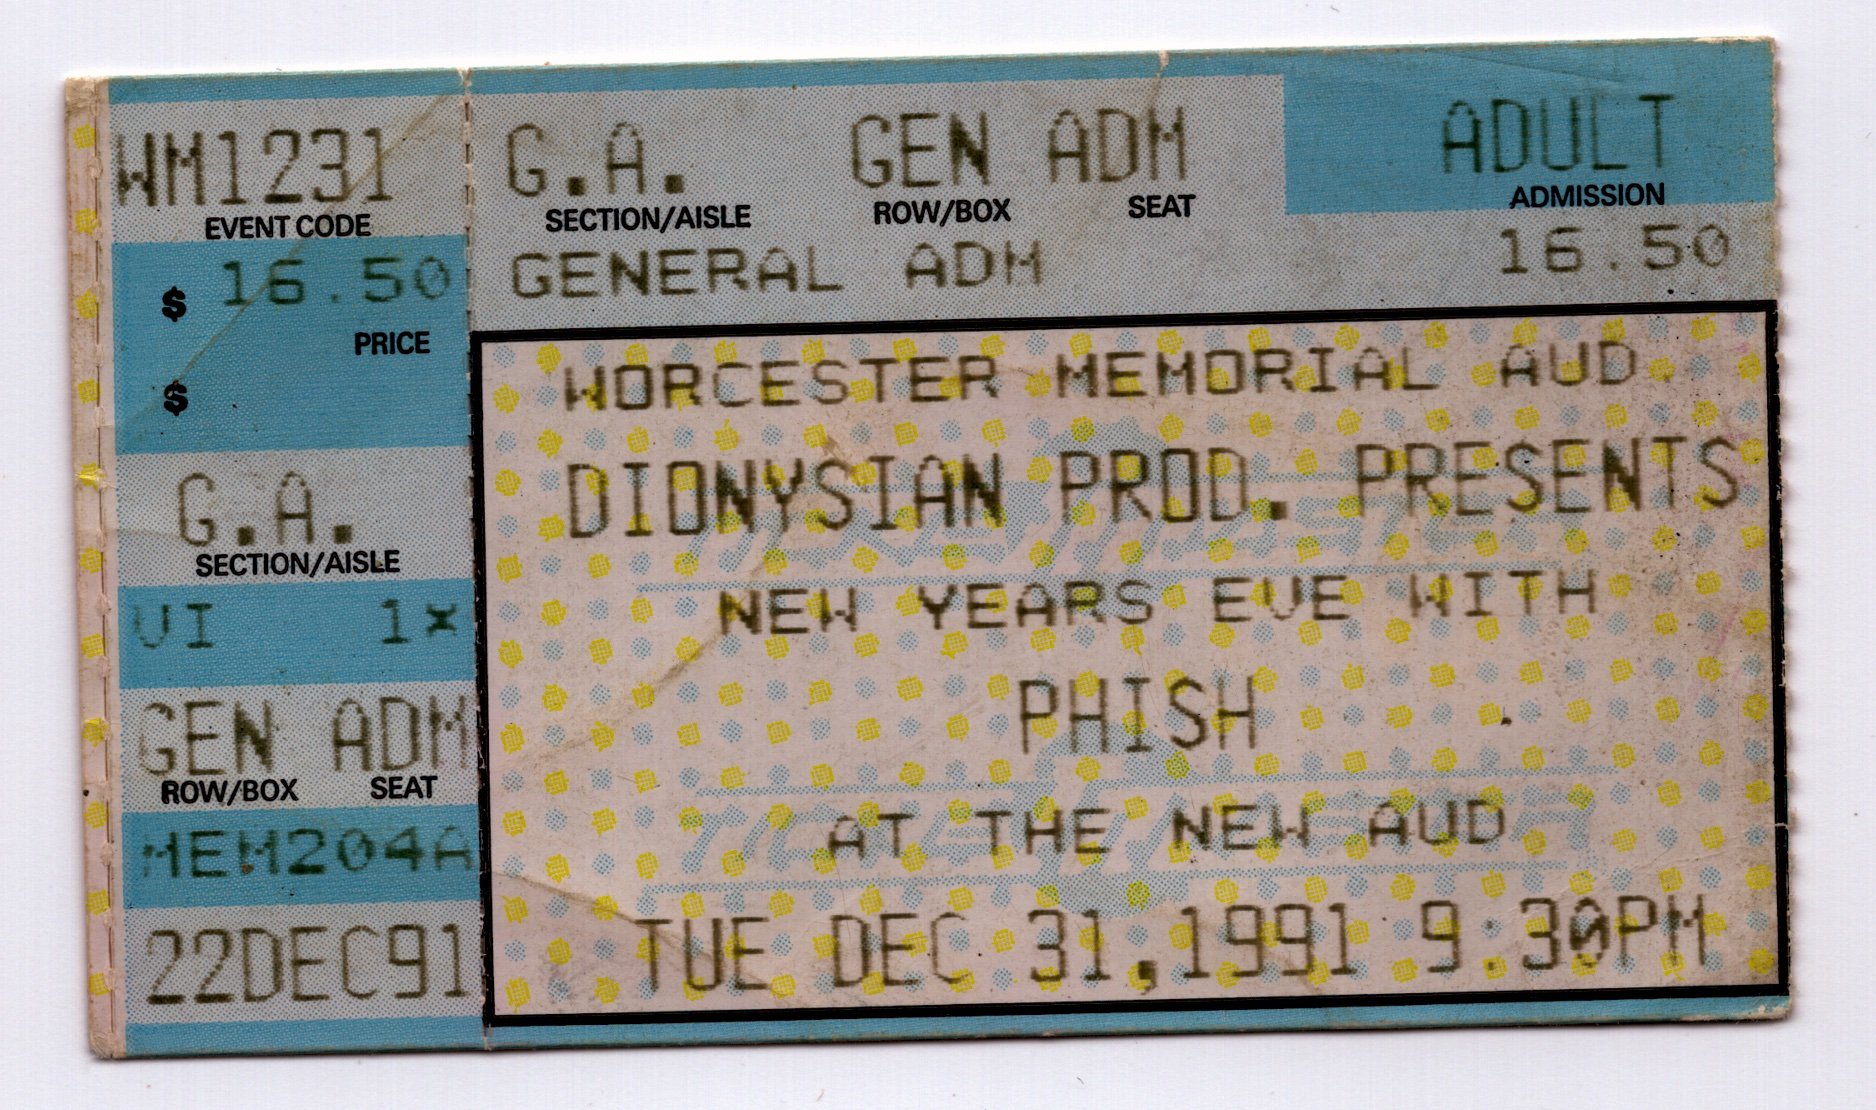 WM1231
EVENT CODE
$ 16.50
PRICE
$
G.A.
SECTION/AISLE
VI 1x
GEN ADM
ROW/BOX SEAT
MEM204A
22DEC91
G.A. GEN ADM ADULT
SECTION/AISLE ROW/BOX SEAT ADMISSION
GENERAL ADM 16.50
WORCESTER MEMORIAL AUD.
DIONYSIAN PROD. PRESENTS
NEW YEARS EVE WITH
PHISH
AT THE NEW AUD
TUE DEC 31,1991 9:30PM